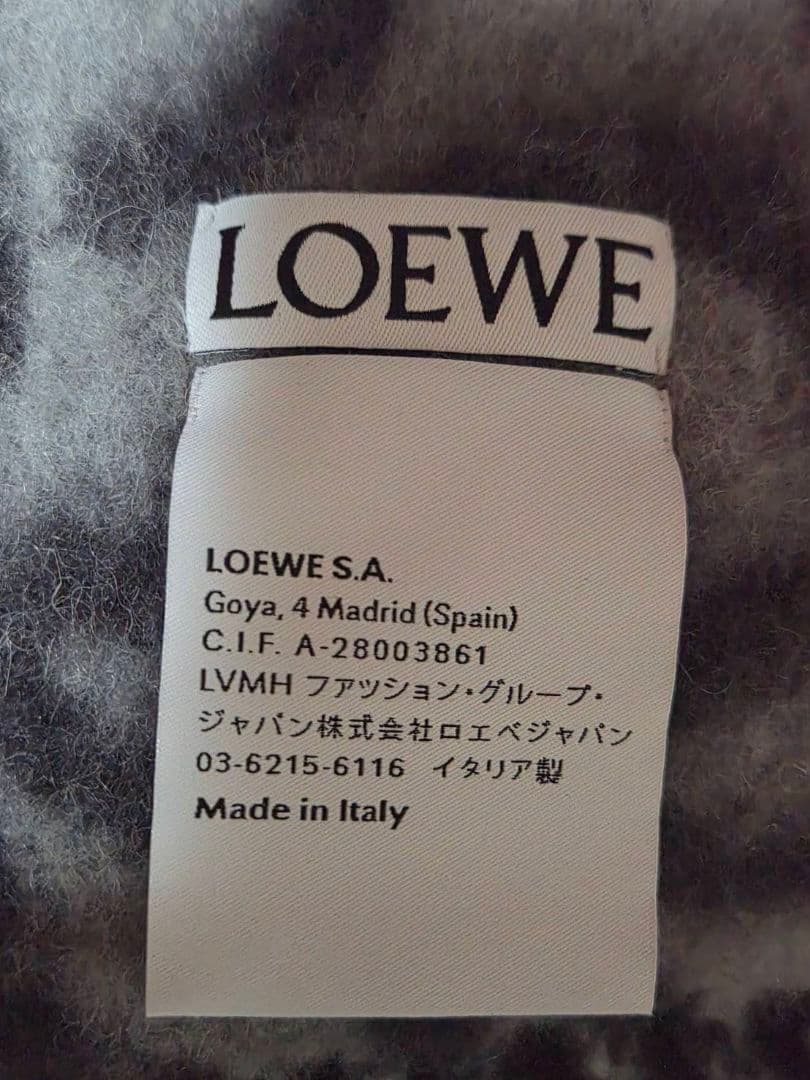 LOEWE
LOEWE S.A.
Goya, 4 Madrid (Spain)
C.I.F. A-28003861
LVMH ファッション・グループ・
ジャパン株式会社ロエベジャパン
03-6215-6116 イタリア製
Made in Italy